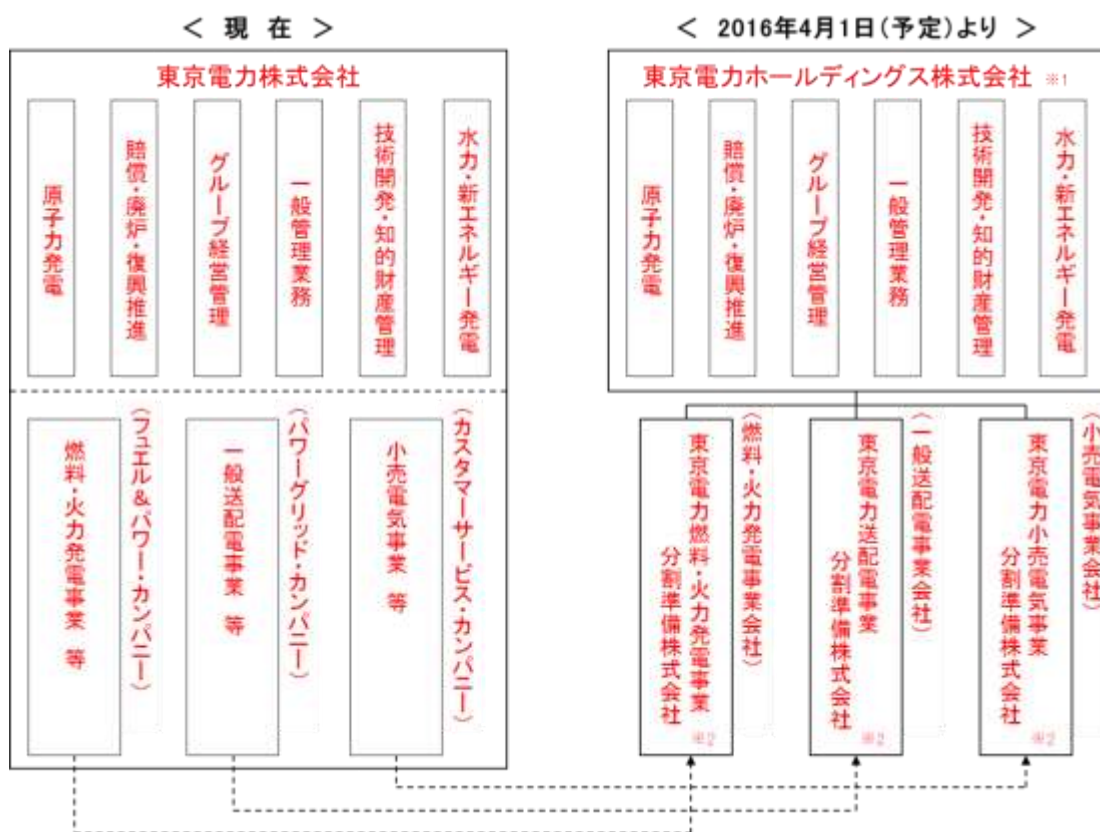 ＜ 現 在 ＞
東京電力株式会社
原子力発電
賠償・廃炉・復興推進
グループ経営管理
一般管理業務
技術開発・知的財産管理
水力・新エネルギー発電
燃料・火力発電事業 等
（フュエル＆パワー・カンパニー）
一般送配電事業 等
（パワーグリッド・カンパニー）
小売電気事業 等
（カスタマーサービス・カンパニー）
＜ 2016年4月1日（予定）より ＞
東京電力ホールディングス株式会社 ※1
原子力発電
賠償・廃炉・復興推進
グループ経営管理
一般管理業務
技術開発・知的財産管理
水力・新エネルギー発電
（燃料・火力発電事業会社）
東京電力燃料・火力発電事業
分割準備株式会社 ※2
（一般送配電事業会社）
東京電力送配電事業
分割準備株式会社 ※2
（小売電気事業会社）
東京電力小売電気事業
分割準備株式会社 ※2